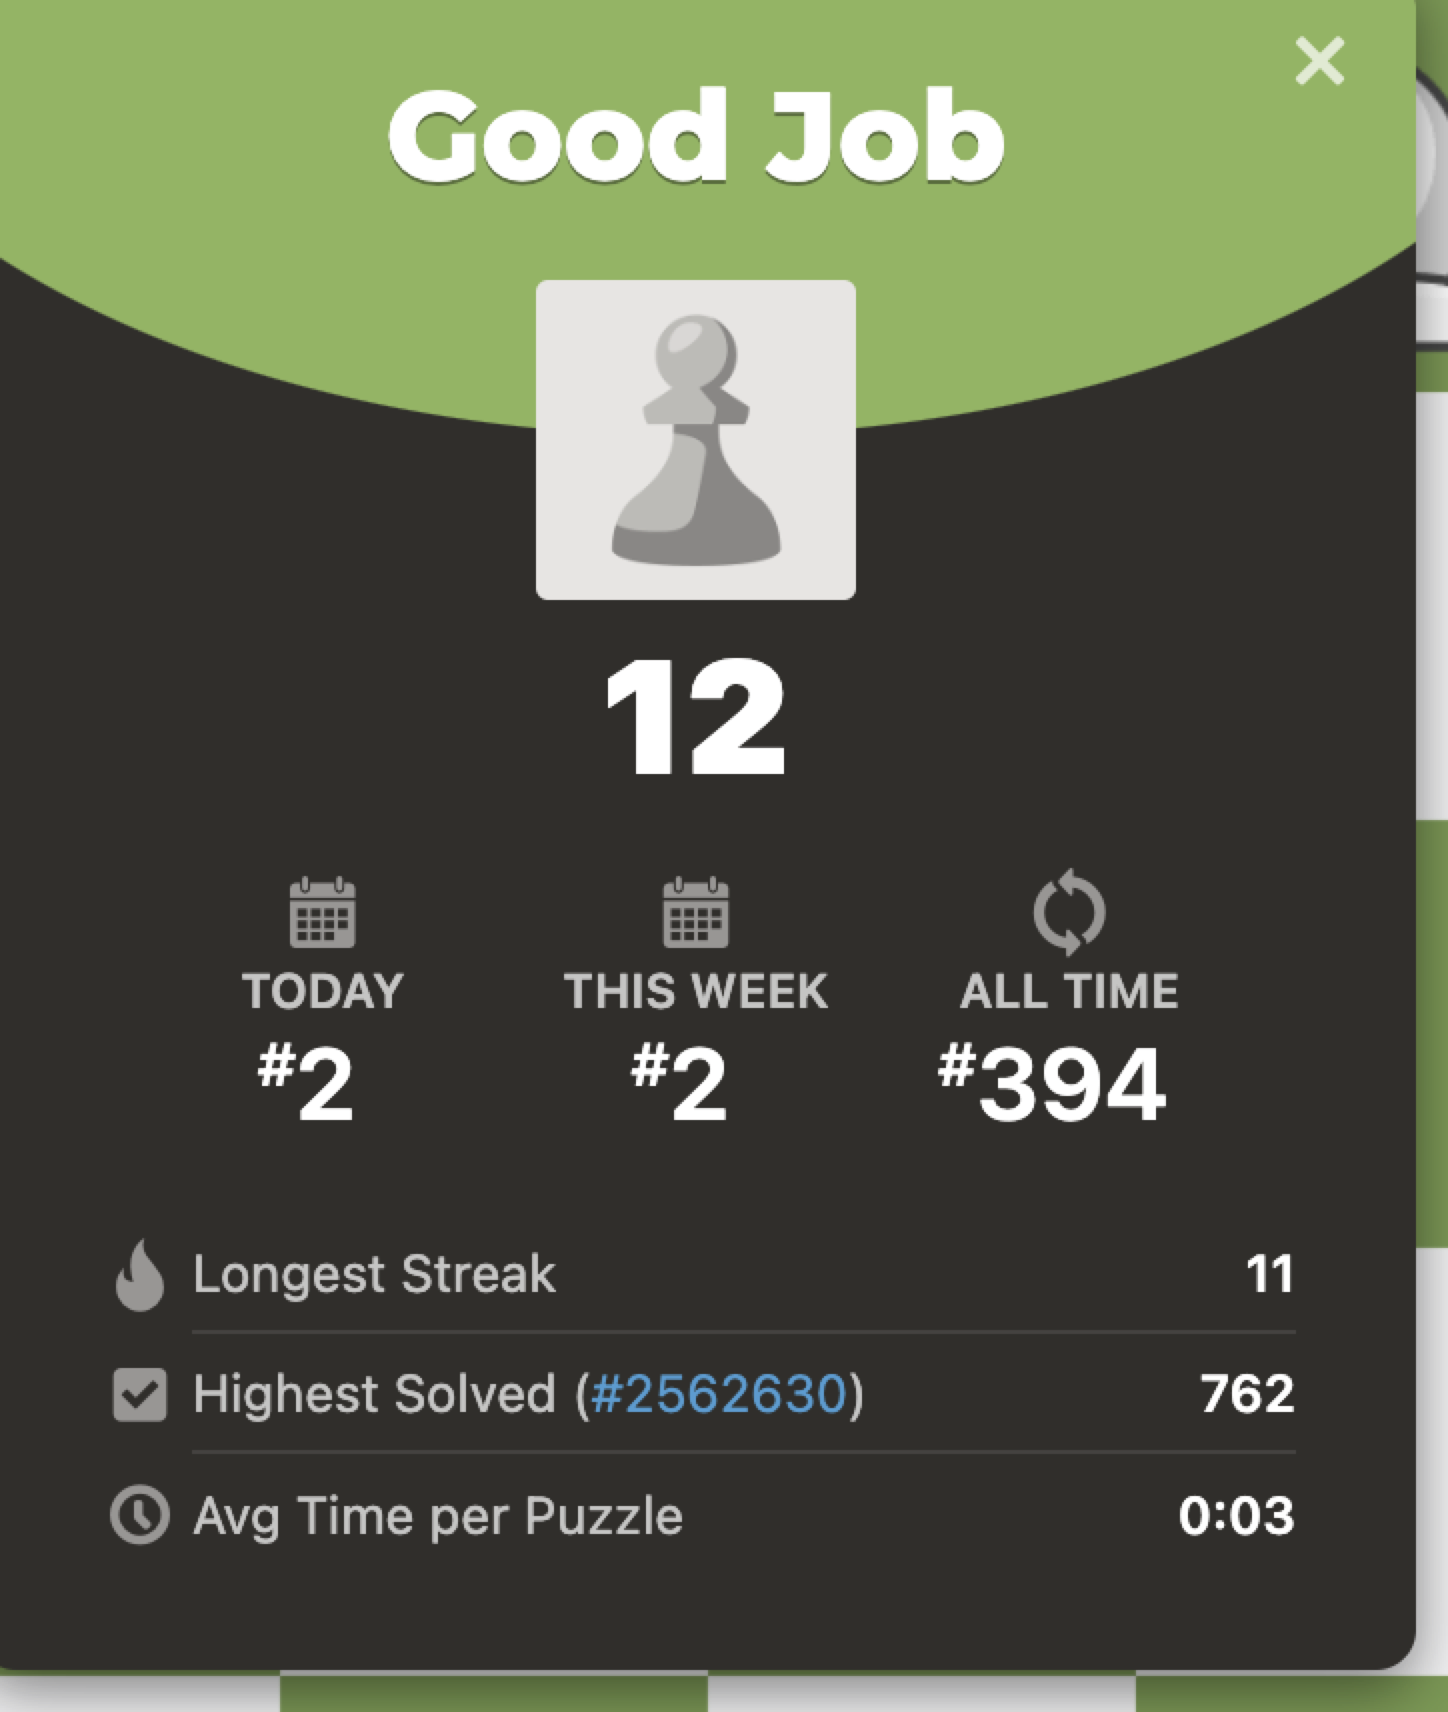 Good Job
12
TODAY THIS WEEK ALL TIME
#2 #2 #394
Longest Streak 11
Highest Solved (#2562630) 762
Avg Time per Puzzle 0:03